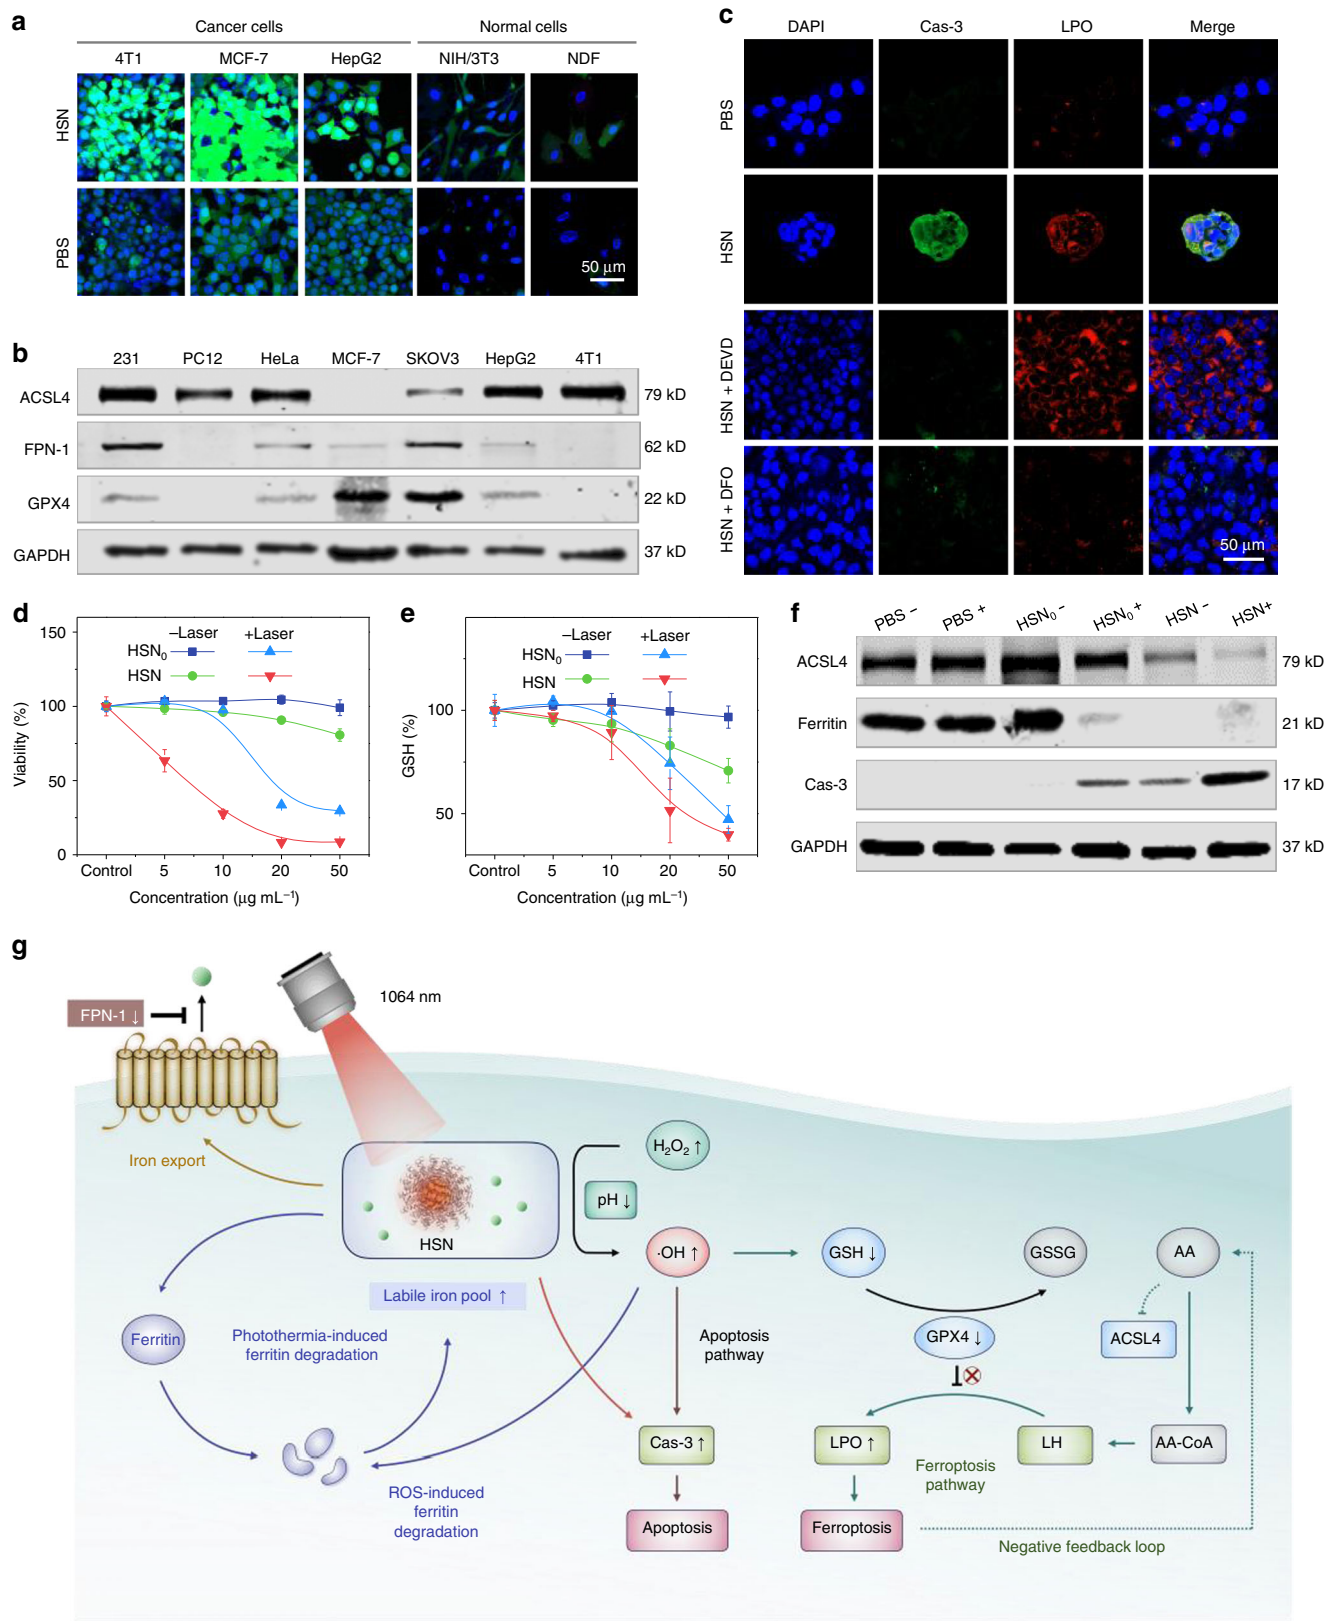 a
Cancer cells
Normal cells
4T1
MCF-7
HepG2
NIH/3T3
NDF
HSN
PBS
50 µm
b
231
PC12
HeLa
MCF-7
SKOV3
HepG2
4T1
ACSL4
79 kD
FPN-1
62 kD
GPX4
22 kD
GAPDH
37 kD
c
DAPI
Cas-3
LPO
Merge
PBS
HSN
HSN + DEVD
HSN + DFO
50 µm
d
Viability (%)
150
100
50
0
–Laser
+Laser
HSN0
HSN
Control
5
10
20
50
Concentration (µg mL–1)
e
GSH (%)
100
50
–Laser
+Laser
HSN0
HSN
Control
5
10
20
50
Concentration (µg mL–1)
f
PBS –
PBS +
HSN0 -
HSN0 +
HSN –
HSN+
ACSL4
79 kD
Ferritin
21 kD
Cas-3
17 kD
GAPDH
37 kD
g
FPN-1 ↓
1064 nm
Iron export
HSN
H2O2 ↑
pH ↓
·OH ↑
GSH ↓
GSSG
AA
Labile iron pool ↑
Ferritin
Photothermia-induced
ferritin degradation
Apoptosis
pathway
GPX4 ↓
ACSL4
Cas-3 ↑
LPO ↑
LH
AA-CoA
Ferroptosis
pathway
ROS-induced
ferritin
degradation
Apoptosis
Ferroptosis
Negative feedback loop